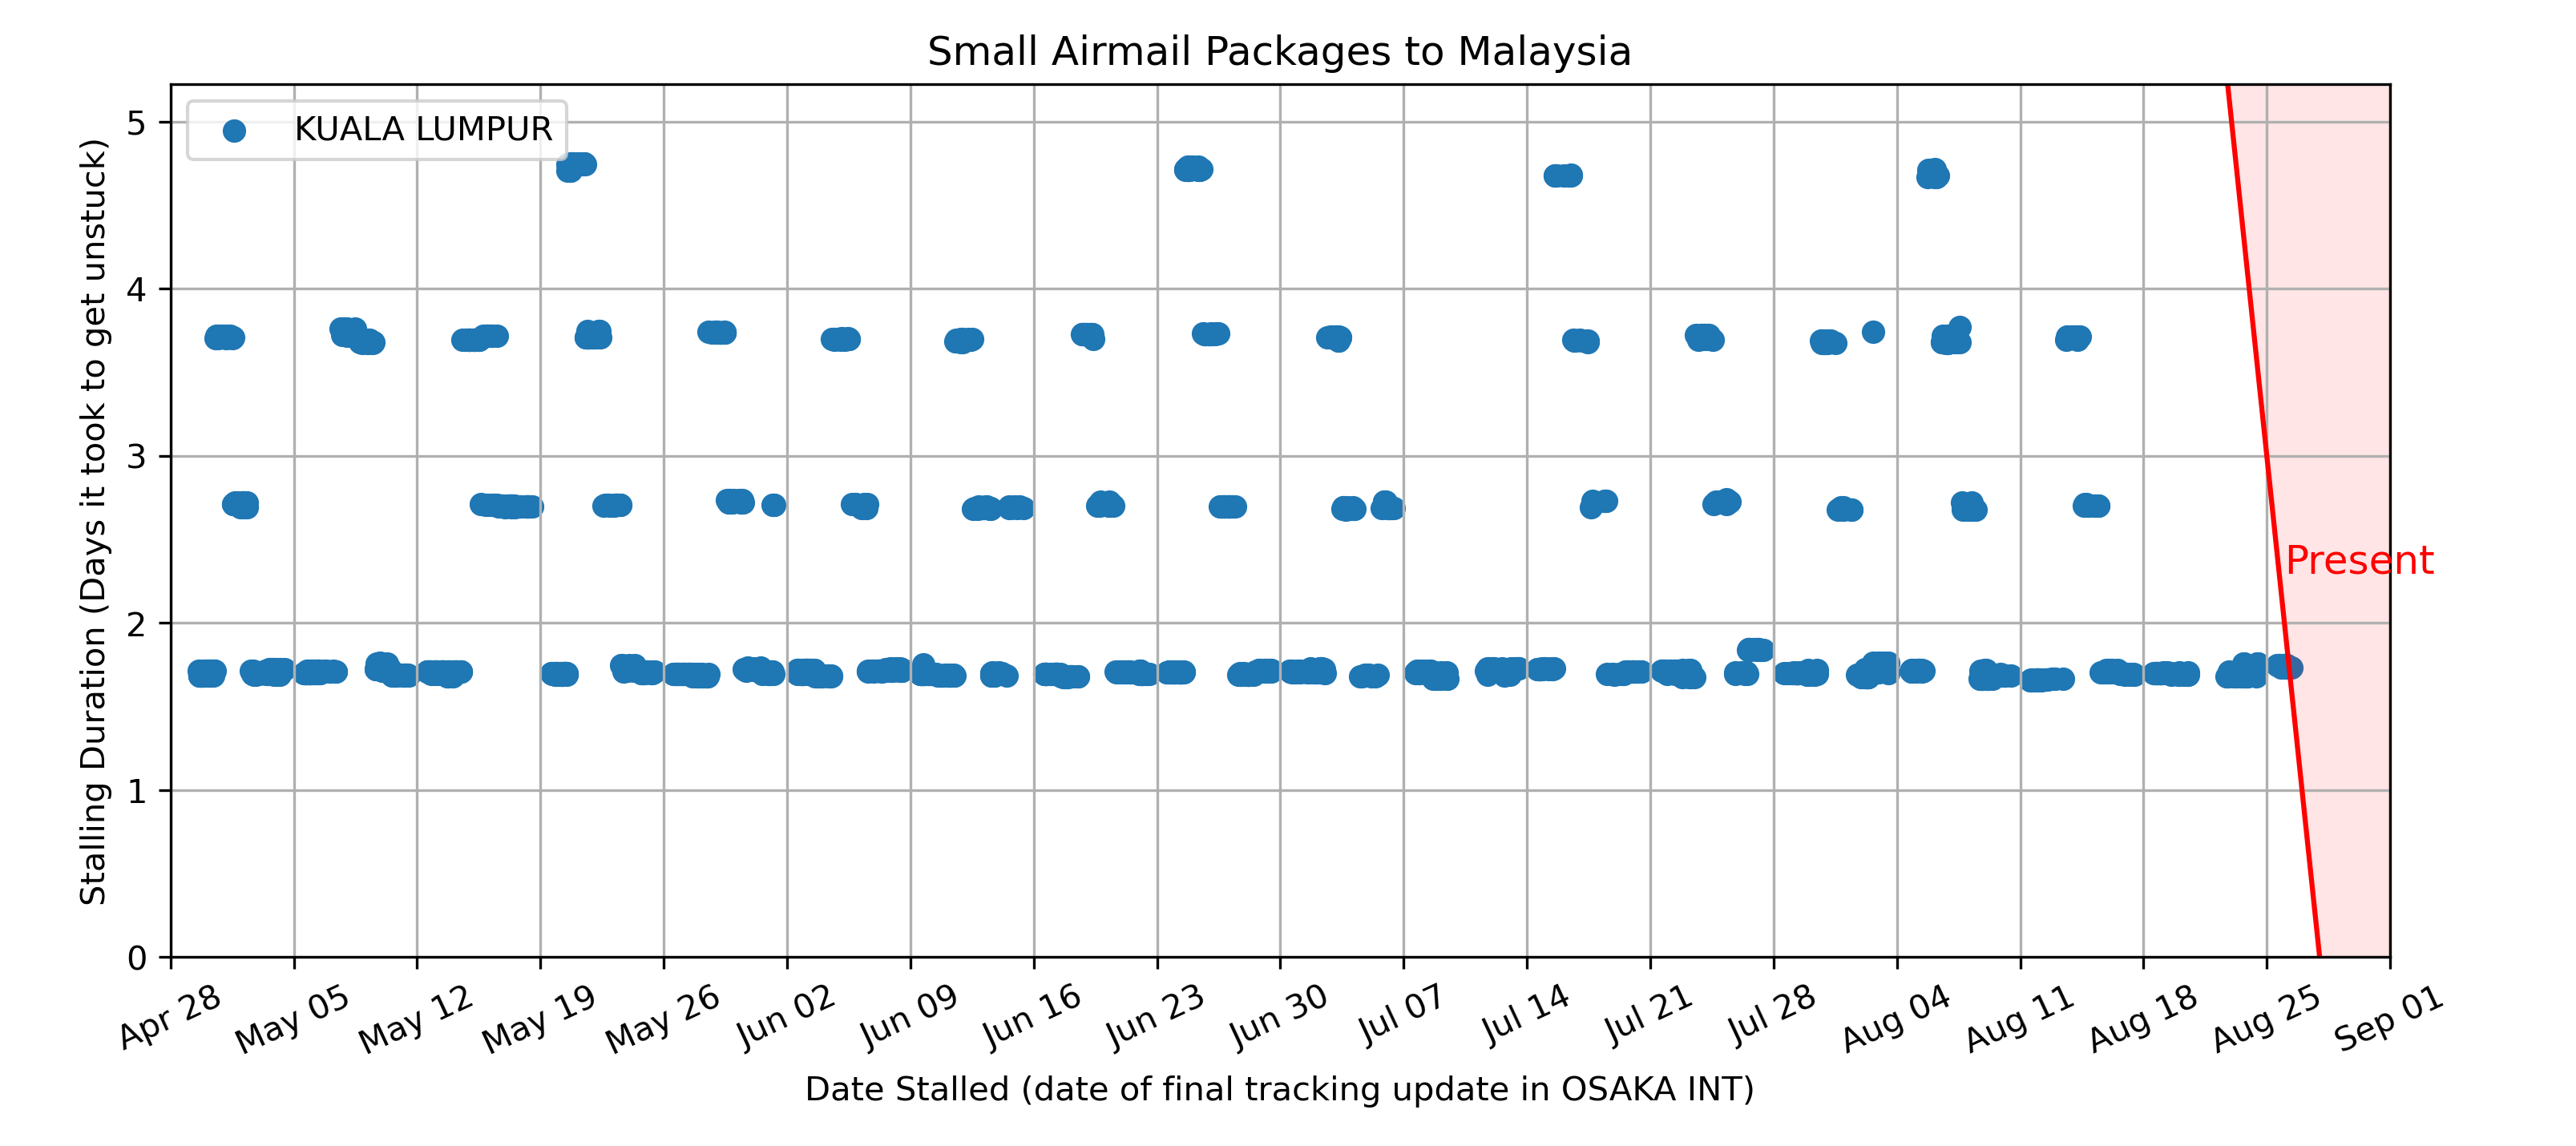 Small Airmail Packages to Malaysia
KUALA LUMPUR
Stalling Duration (Days it took to get unstuck)
5
4
3
2
1
0
Present
Apr 28
May 05
May 12
May 19
May 26
Jun 02
Jun 09
Jun 16
Jun 23
Jun 30
Jul 07
Jul 14
Jul 21
Jul 28
Aug 04
Aug 11
Aug 18
Aug 25
Sep 01
Date Stalled (date of final tracking update in OSAKA INT)